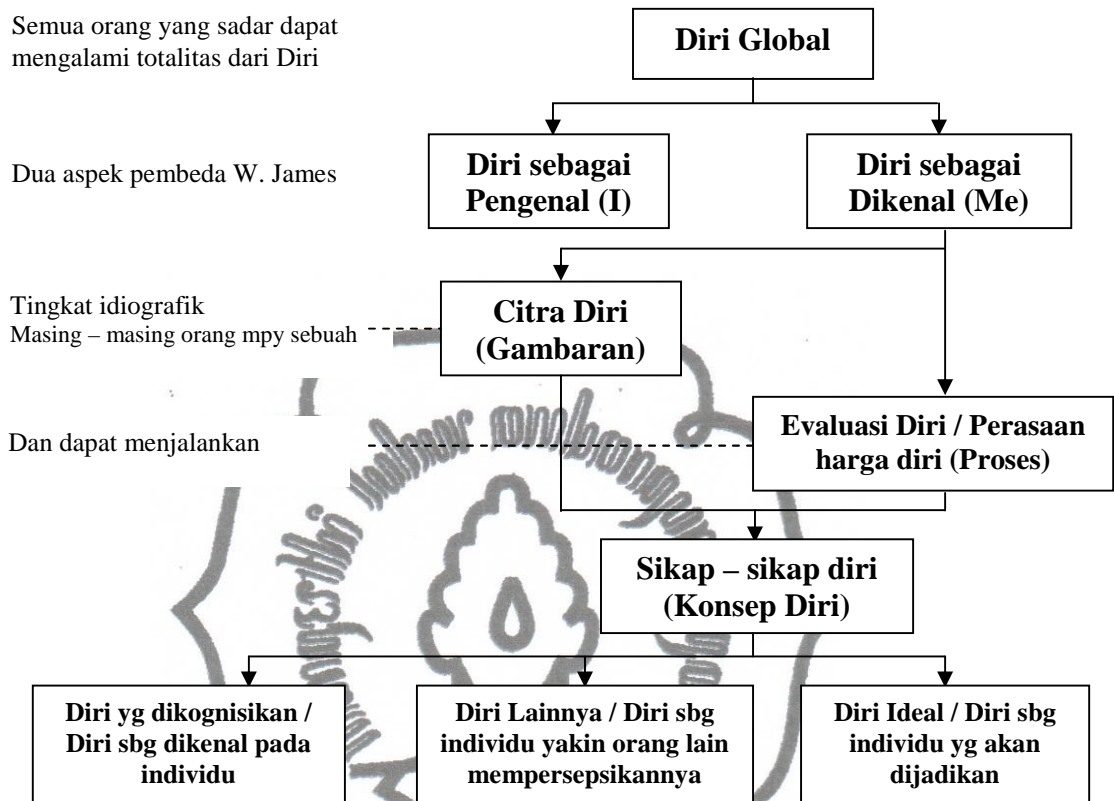 Semua orang yang sadar dapat
mengalami totalitas dari Diri
Diri Global
Dua aspek pembeda W. James
Diri sebagai
Pengenal (I)
Diri sebagai
Dikenal (Me)
Tingkat idiografik
Masing – masing orang mpy sebuah
Citra Diri
(Gambaran)
Dan dapat menjalankan
Evaluasi Diri / Perasaan
harga diri (Proses)
Sikap – sikap diri
(Konsep Diri)
Diri yg dikognisikan /
Diri sbg dikenal pada
individu
Diri Lainnya / Diri sbg
individu yakin orang lain
mempersepsikannya
Diri Ideal / Diri sbg
individu yg akan
dijadikan